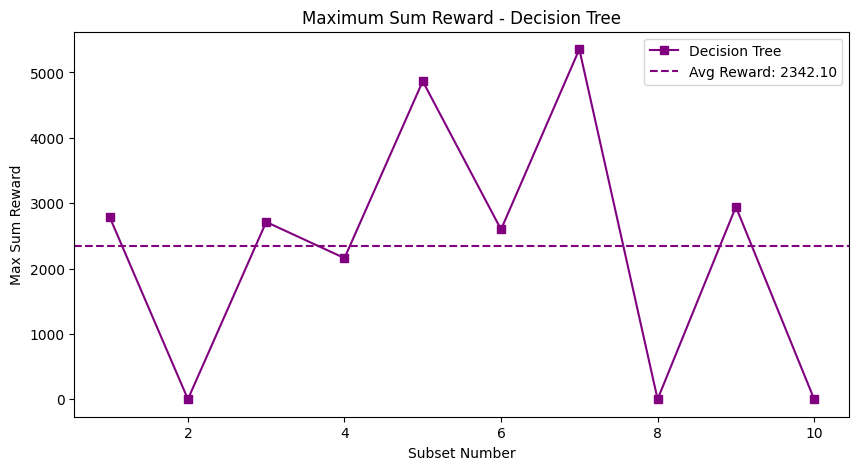 Maximum Sum Reward - Decision Tree
Decision Tree
Avg Reward: 2342.10
Max Sum Reward
5000
4000
3000
2000
1000
0
2
4
6
8
10
Subset Number